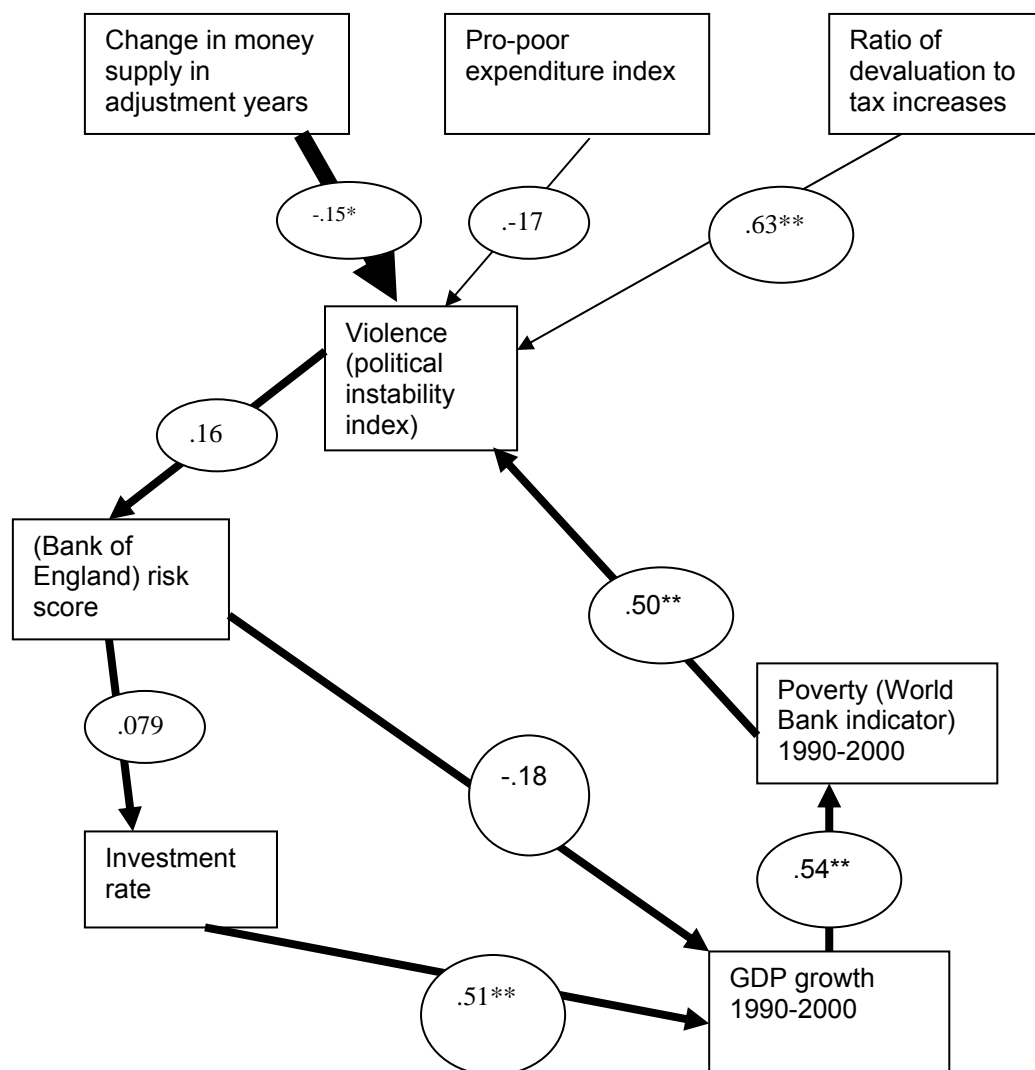 Change in money
supply in
adjustment years
Pro-poor
expenditure index
Ratio of
devaluation to
tax increases
-.15*
.-17
.63**
Violence
(political
instability
index)
.16
(Bank of
England) risk
score
.50**
.079
Poverty (World
Bank indicator)
1990-2000
-.18
Investment
rate
.54**
.51**
GDP growth
1990-2000